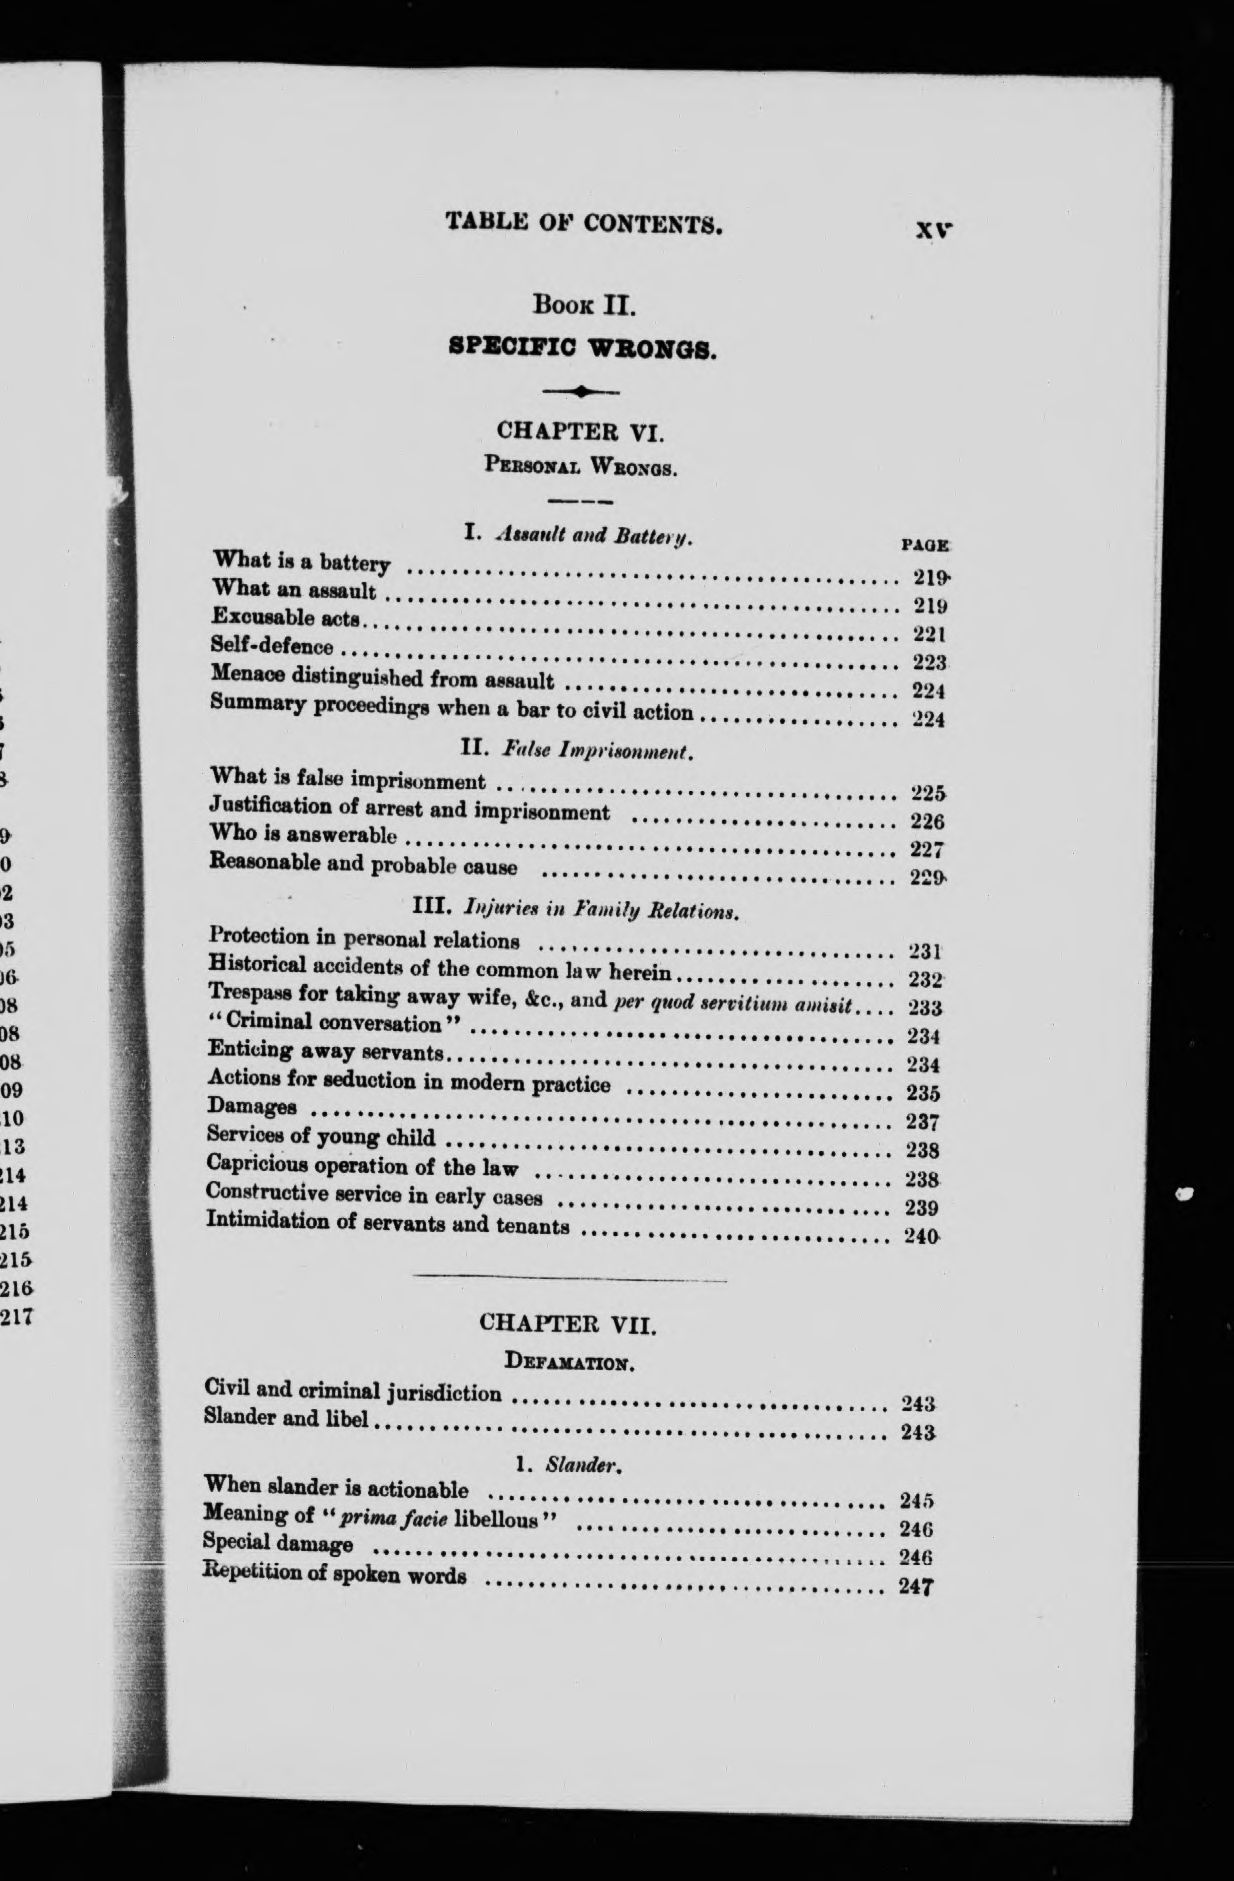 TABLE OF CONTENTS. xv
BOOK II.
SPECIFIC WRONGS.
CHAPTER VI.
PERSONAL WRONGS.
I. Assault and Battery.
PAGE
What is a battery ........ 219
What an assault ........ 219
Excusable acts ........ 221
Self-defence ........ 223
Menace distinguished from assault ........ 224
Summary proceedings when a bar to civil action ........ 224
II. False Imprisonment.
What is false imprisonment ........ 225
Justification of arrest and imprisonment ........ 226
Who is answerable ........ 227
Reasonable and probable cause ........ 229
III. Injuries in Family Relations.
Protection in personal relations ........ 231
Historical accidents of the common law herein ........ 232
Trespass for taking away wife, &c., and per quod servitium amisit .... 233
"Criminal conversation" ........ 234
Enticing away servants ........ 234
Actions for seduction in modern practice ........ 235
Damages ........ 237
Services of young child ........ 238
Capricious operation of the law ........ 238
Constructive service in early cases ........ 239
Intimidation of servants and tenants ........ 240
CHAPTER VII.
DEFAMATION.
Civil and criminal jurisdiction ........ 243
Slander and libel ........ 243
1. Slander.
When slander is actionable ........ 245
Meaning of "prima facie libellous" ........ 246
Special damage ........ 246
Repetition of spoken words ........ 247